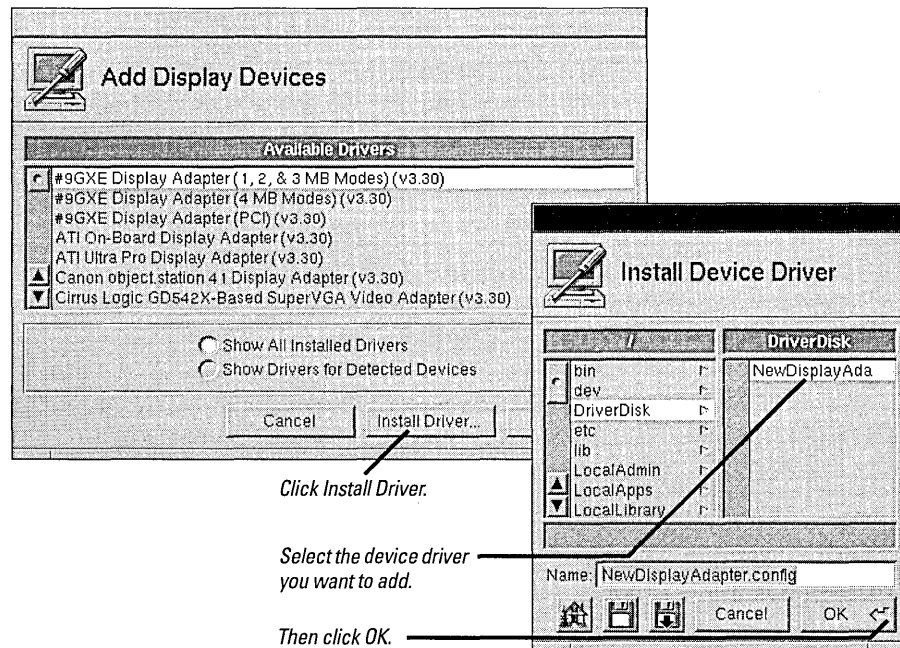 Add Display Devices
Available Drivers
#9GXE Display Adapter (1, 2, & 3 MB Modes) (v3.30)
#9GXE Display Adapter (4 MB Modes) (v3.30)
#9GXE Display Adapter (PCI) (v3.30)
ATI On-Board Display Adapter (v3.30)
ATI Ultra Pro Display Adapter (v3.30)
Canon object.station 41 Display Adapter (v3.30)
Cirrus Logic GD542X-Based SuperVGA Video Adapter (v3.30)
Show All Installed Drivers
Show Drivers for Detected Devices
Cancel
Install Driver...
Click Install Driver.
Select the device driver
you want to add.
Then click OK.
Install Device Driver
/
DriverDisk
bin
dev
DriverDisk
etc
lib
LocalAdmin
LocalApps
LocalLibrary
NewDisplayAda
Name: NewDisplayAdapter.config
Cancel
OK